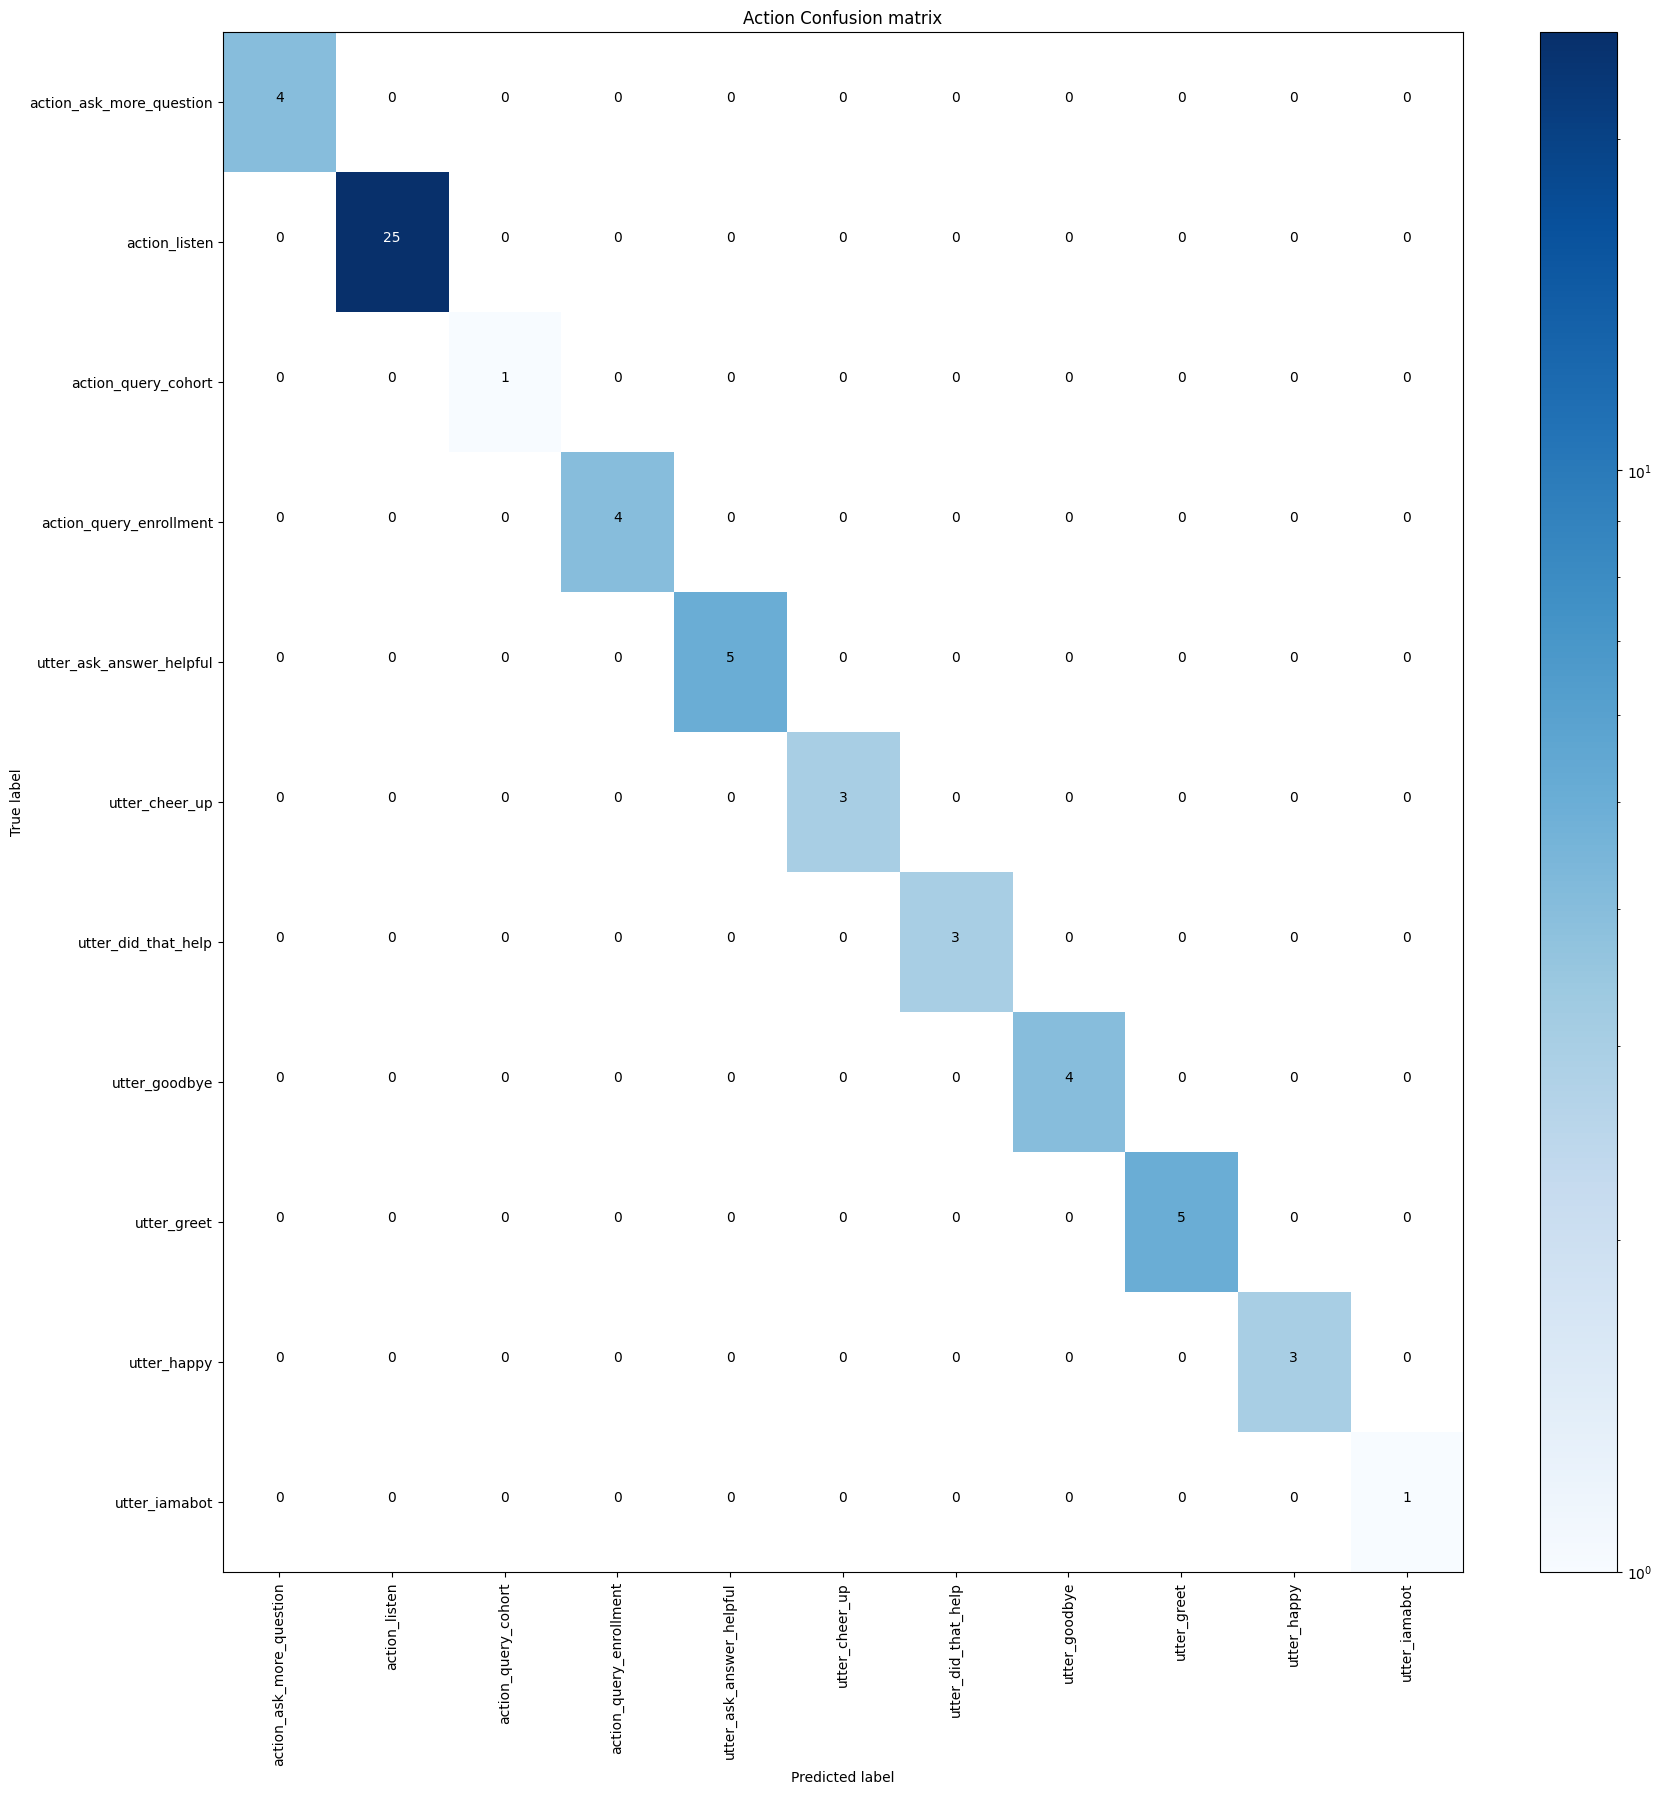 Action Confusion matrix
action_ask_more_question 4 0 0 0 0 0 0 0 0 0 0
action_listen 0 25 0 0 0 0 0 0 0 0 0
action_query_cohort 0 0 1 0 0 0 0 0 0 0 0
action_query_enrollment 0 0 0 4 0 0 0 0 0 0 0
utter_ask_answer_helpful 0 0 0 0 5 0 0 0 0 0 0
utter_cheer_up 0 0 0 0 0 3 0 0 0 0 0
utter_did_that_help 0 0 0 0 0 0 3 0 0 0 0
utter_goodbye 0 0 0 0 0 0 0 4 0 0 0
utter_greet 0 0 0 0 0 0 0 0 5 0 0
utter_happy 0 0 0 0 0 0 0 0 0 3 0
utter_iamabot 0 0 0 0 0 0 0 0 0 0 1
True label
action_ask_more_question
action_listen
action_query_cohort
action_query_enrollment
utter_ask_answer_helpful
utter_cheer_up
utter_did_that_help
utter_goodbye
utter_greet
utter_happy
utter_iamabot
Predicted label
10¹
10⁰